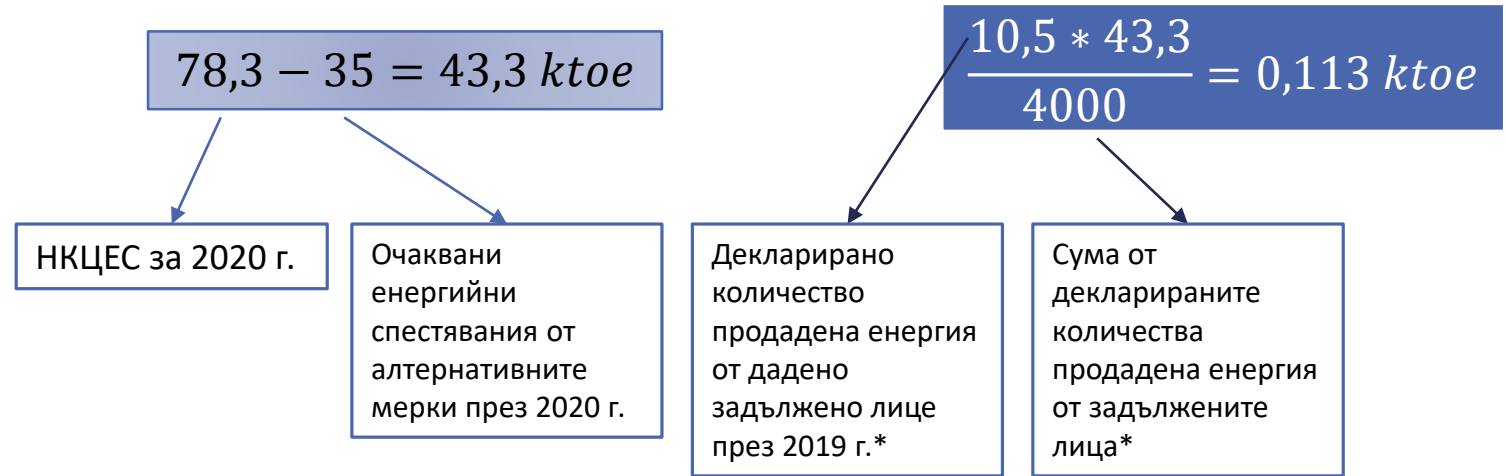 78,3 − 35 = 43,3 ktoe
10,5 ∗ 43,3
4000
= 0,113 ktoe
НКЦЕС за 2020 г.
Очаквани
енергийни
спестявания от
алтернативните
мерки през 2020 г.
Декларирано
количество
продадена енергия
от дадено
задължено лице
през 2019 г.*
Сума от
декларираните
количества
продадена енергия
от задължените
лица*